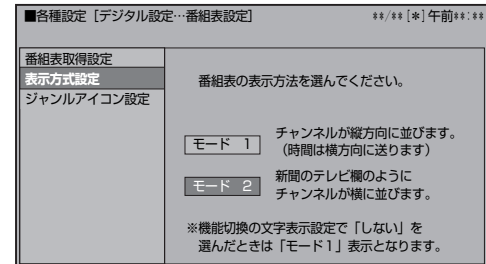 ■各種設定［デジタル設定…番組表設定］ **/**[*]午前**:**
番組表取得設定
表示方式設定
ジャンルアイコン設定
番組表の表示方法を選んでください。
モード 1
チャンネルが縦方向に並びます。
（時間は横方向に送ります）
モード 2
新聞のテレビ欄のように
チャンネルが横に並びます。
※機能切換の文字表示設定で「しない」を
選んだときは「モード1」表示となります。